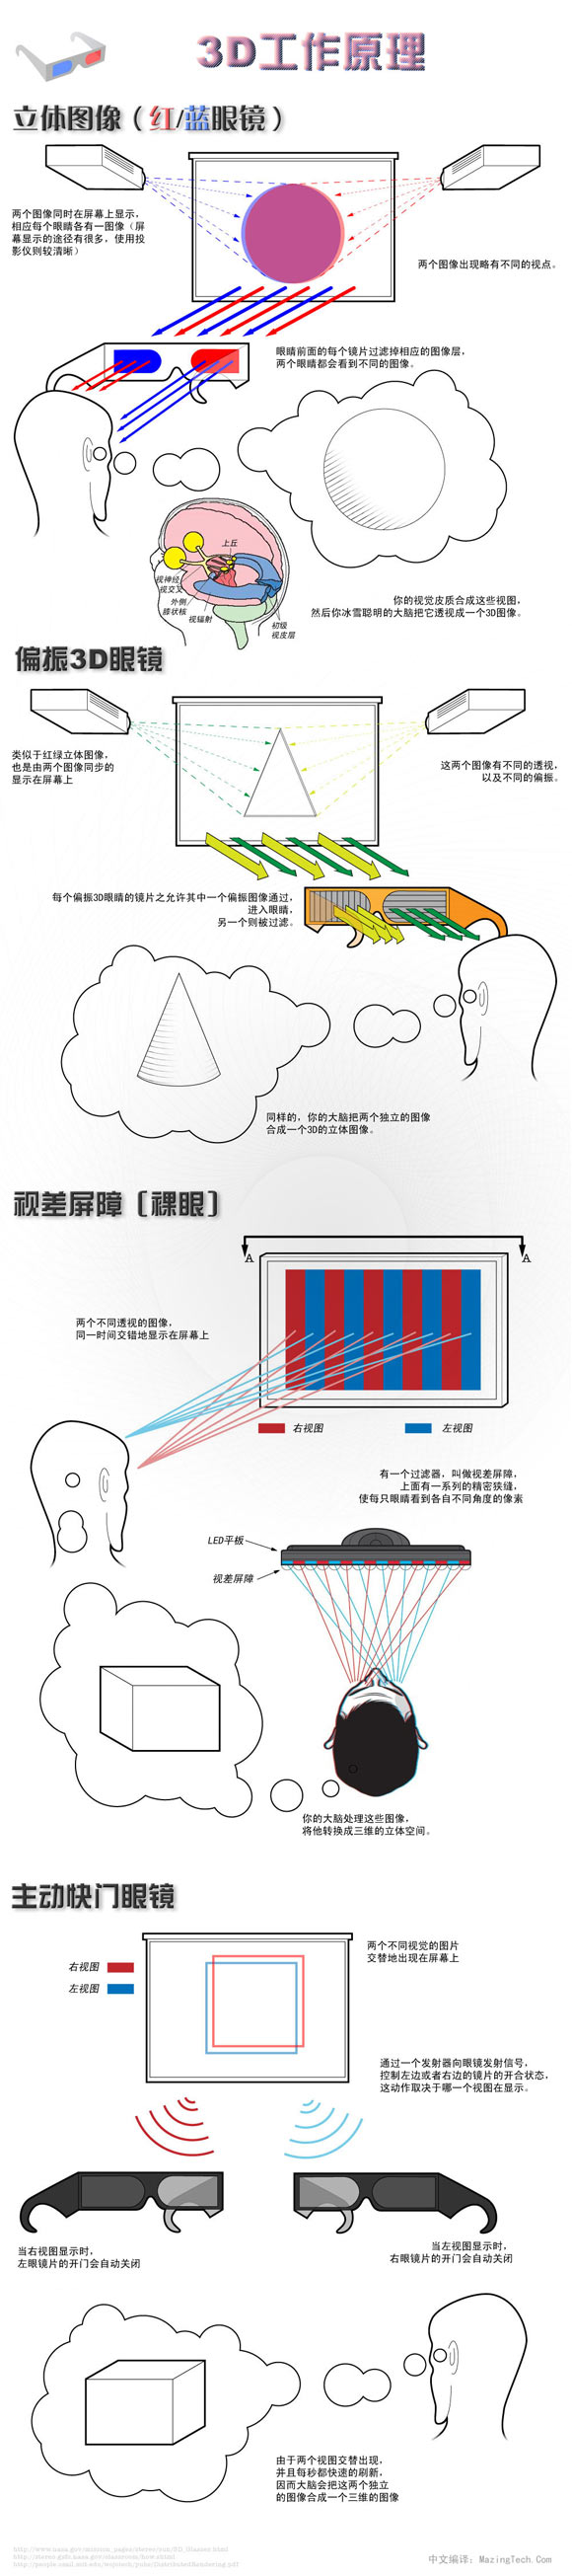 3D工作原理
立体图像（红/蓝眼镜）
两个图像同时在屏幕上显示，
相应每个眼睛各有一图像（屏
幕显示的途径有很多，使用投
影仪则较清晰）
两个图像出现略有不同的视点。
眼睛前面的每个镜片过滤掉相应的图像层，
两个眼睛都会看到不同的图像。
上丘
视神经
视交叉
外侧
膝状核
视辐射
初级
视皮层
你的视觉皮质合成这些视图，
然后你冰雪聪明的大脑把它透视成一个3D图像。
偏振3D眼镜
类似于红绿立体图像，
也是由两个图像同步的
显示在屏幕上
这两个图像有不同的透视，
以及不同的偏振。
每个偏振3D眼睛的镜片之允许其中一个偏振图像通过，
进入眼睛，
另一个则被过滤。
同样的，你的大脑把两个独立的图像
合成一个3D的立体图像。
视差屏障［裸眼］
A
A
两个不同透视的图像，
同一时间交错地显示在屏幕上
右视图
左视图
有一个过滤器，叫做视差屏障，
上面有一系列的精密狭缝，
使每只眼睛看到各自不同角度的像素
LED平板
视差屏障
你的大脑处理这些图像，
将他转换成三维的立体空间。
主动快门眼镜
右视图
左视图
两个不同视觉的图片
交替地出现在屏幕上
通过一个发射器向眼镜发射信号，
控制左边或者右边的镜片的开合状态，
这动作取决于哪一个视图在显示。
当右视图显示时，
左眼镜片的开门会自动关闭
当左视图显示时，
右眼镜片的开门会自动关闭
由于两个视图交替出现，
并且每秒都快速的刷新，
因而大脑会把这两个独立
的图像合成一个三维的图像
中文编译：MazingTech.Com